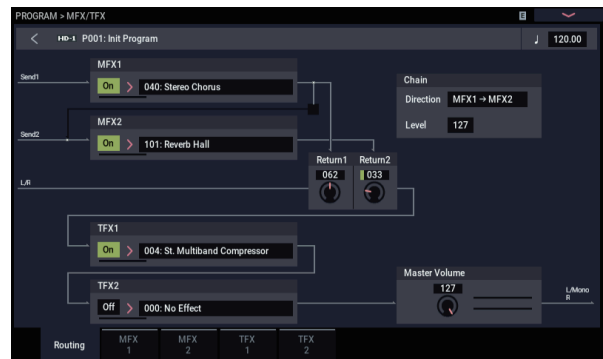 PROGRAM > MFX/TFX
E
HD-1 P001: Init Program
♩ 120.00
MFX1
Send1
On
040: Stereo Chorus
Chain
Direction MFX1 → MFX2
Level 127
MFX2
Send2
On
101: Reverb Hall
Return1 Return2
062 033
L/R
TFX1
On
004: St. Multiband Compressor
TFX2
Off
000: No Effect
Master Volume
127
L/Mono
R
Routing
MFX
1
MFX
2
TFX
1
TFX
2